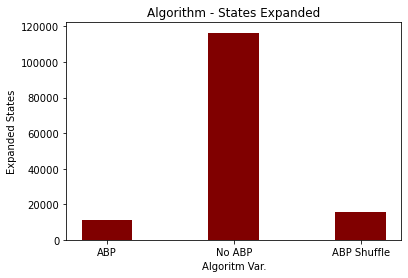 Algorithm - States Expanded
120000
100000
80000
60000
40000
20000
0
Expanded States
ABP
No ABP
ABP Shuffle
Algoritm Var.